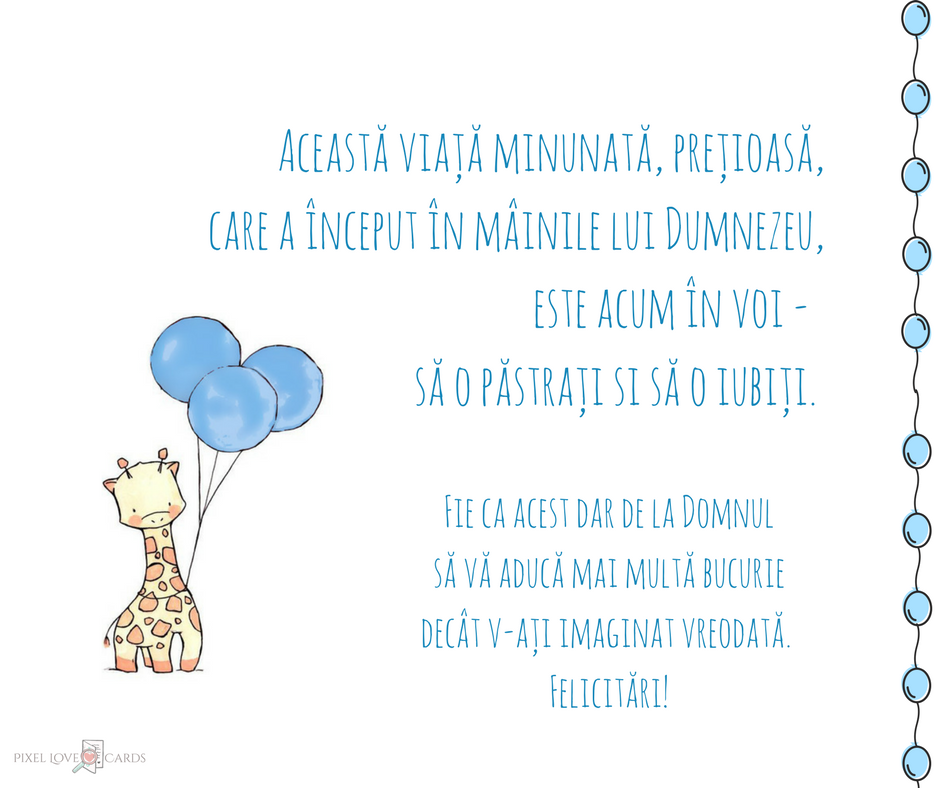 Această viață minunată, prețioasă,
care a început în mâinile lui Dumnezeu,
este acum în voi -
să o păstrați si să o iubiți.
Fie ca acest dar de la Domnul
să vă aducă mai multă bucurie
decât v-ați imaginat vreodată.
Felicitări!
PIXEL LOVE CARDS